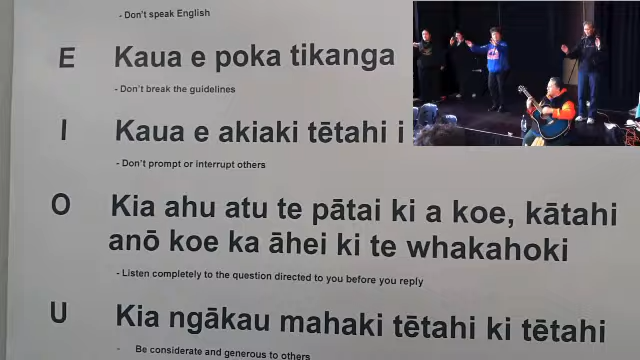 - Don't speak English
E Kaua e poka tikanga
- Don't break the guidelines
I Kaua e akiaki tētahi i
- Don't prompt or interrupt others
O Kia ahu atu te pātai ki a koe, kātahi
anō koe ka āhei ki te whakahoki
- Listen completely to the question directed to you before you reply
U Kia ngākau mahaki tētahi ki tētahi
- Be considerate and generous to others